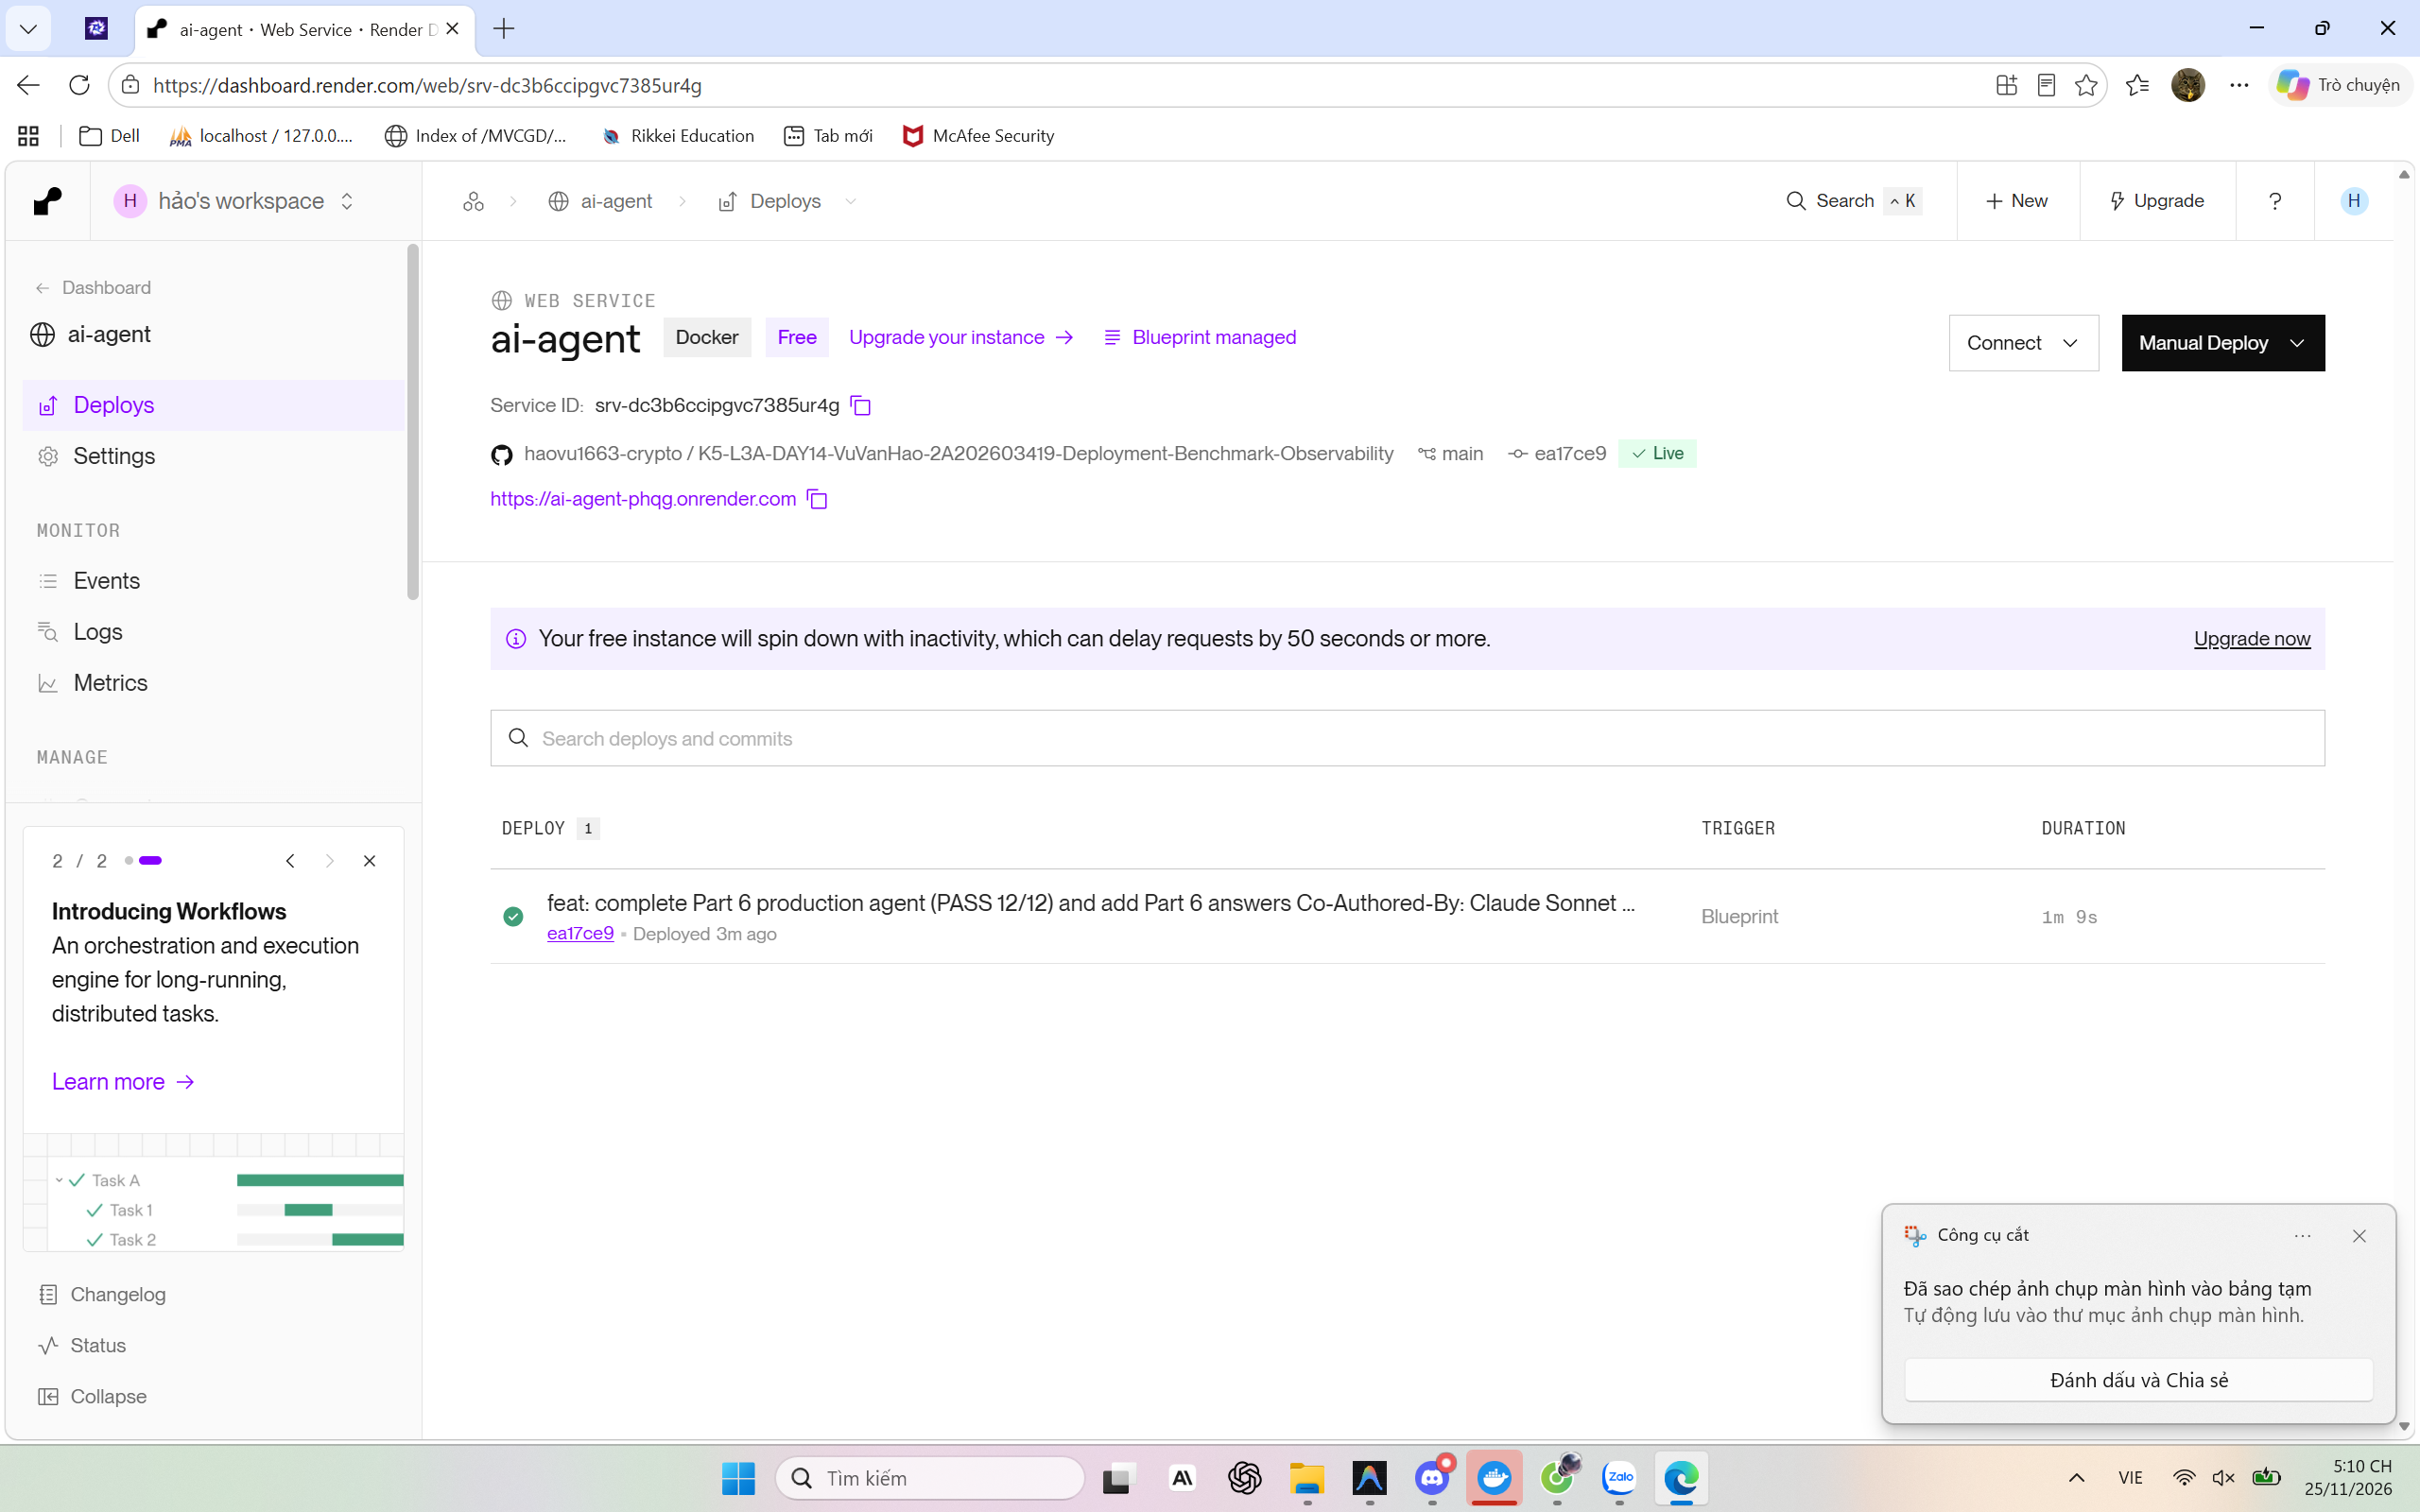 ai-agent · Web Service · Render D
https://dashboard.render.com/web/srv-dc3b6ccipgvc7385ur4g
Trò chuyện
Dell
localhost / 127.0.0....
Index of /MVCGD/...
Rikkei Education
Tab mới
McAfee Security
H hảo's workspace
ai-agent
Deploys
Search ^ K
+ New
Upgrade
?
H
← Dashboard
ai-agent
Deploys
Settings
MONITOR
Events
Logs
Metrics
MANAGE
2 / 2
Introducing Workflows
An orchestration and execution
engine for long-running,
distributed tasks.
Learn more →
Task A
Task 1
Task 2
Changelog
Status
Collapse
WEB SERVICE
ai-agent Docker Free Upgrade your instance → Blueprint managed
Connect
Manual Deploy
Service ID: srv-dc3b6ccipgvc7385ur4g
haovu1663-crypto / K5-L3A-DAY14-VuVanHao-2A202603419-Deployment-Benchmark-Observability main ea17ce9 Live
https://ai-agent-phqg.onrender.com
Your free instance will spin down with inactivity, which can delay requests by 50 seconds or more. Upgrade now
Search deploys and commits
DEPLOY 1 TRIGGER DURATION
feat: complete Part 6 production agent (PASS 12/12) and add Part 6 answers Co-Authored-By: Claude Sonnet ...
ea17ce9 Deployed 3m ago
Blueprint
1m 9s
Công cụ cắt
Đã sao chép ảnh chụp màn hình vào bảng tạm
Tự động lưu vào thư mục ảnh chụp màn hình.
Đánh dấu và Chia sẻ
Tìm kiếm
Zalo
VIE
5:10 CH
25/11/2026